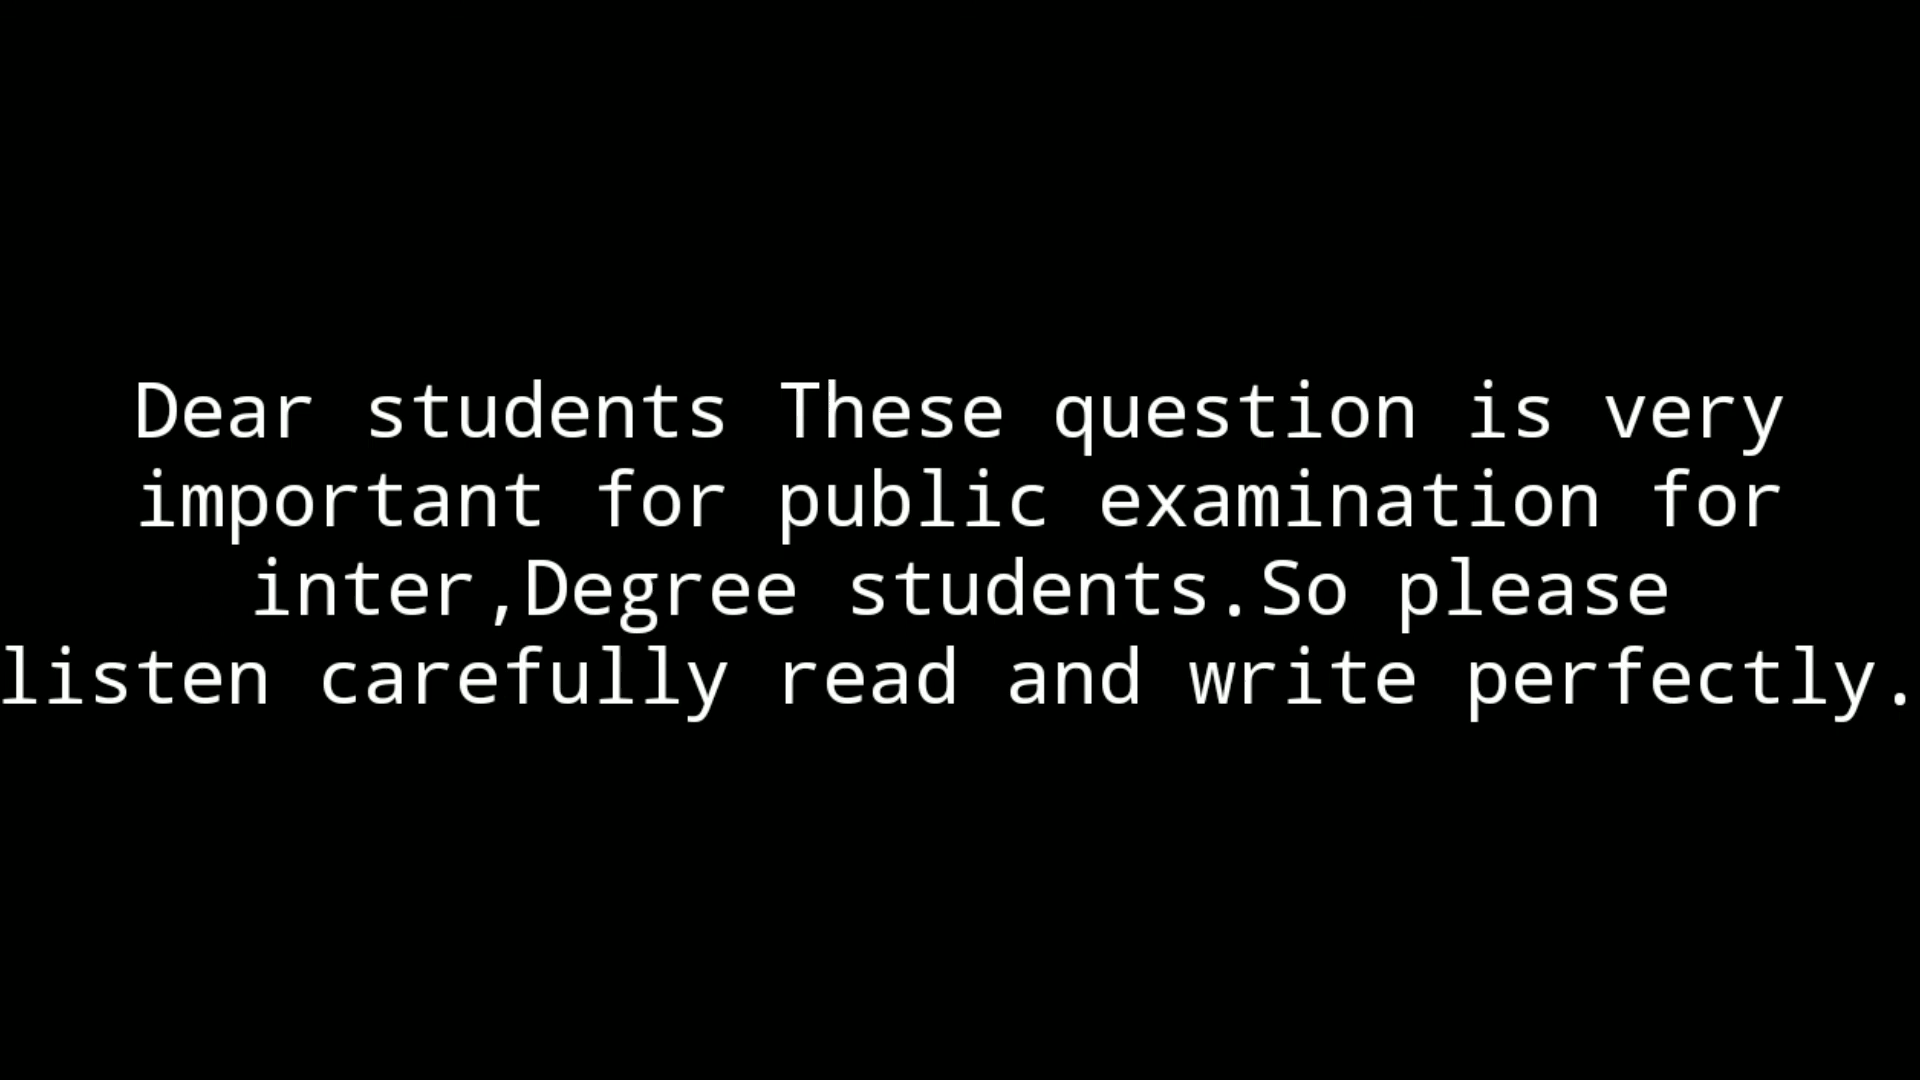 Dear students These question is very
important for public examination for
inter,Degree students.So please
listen carefully read and write perfectly.